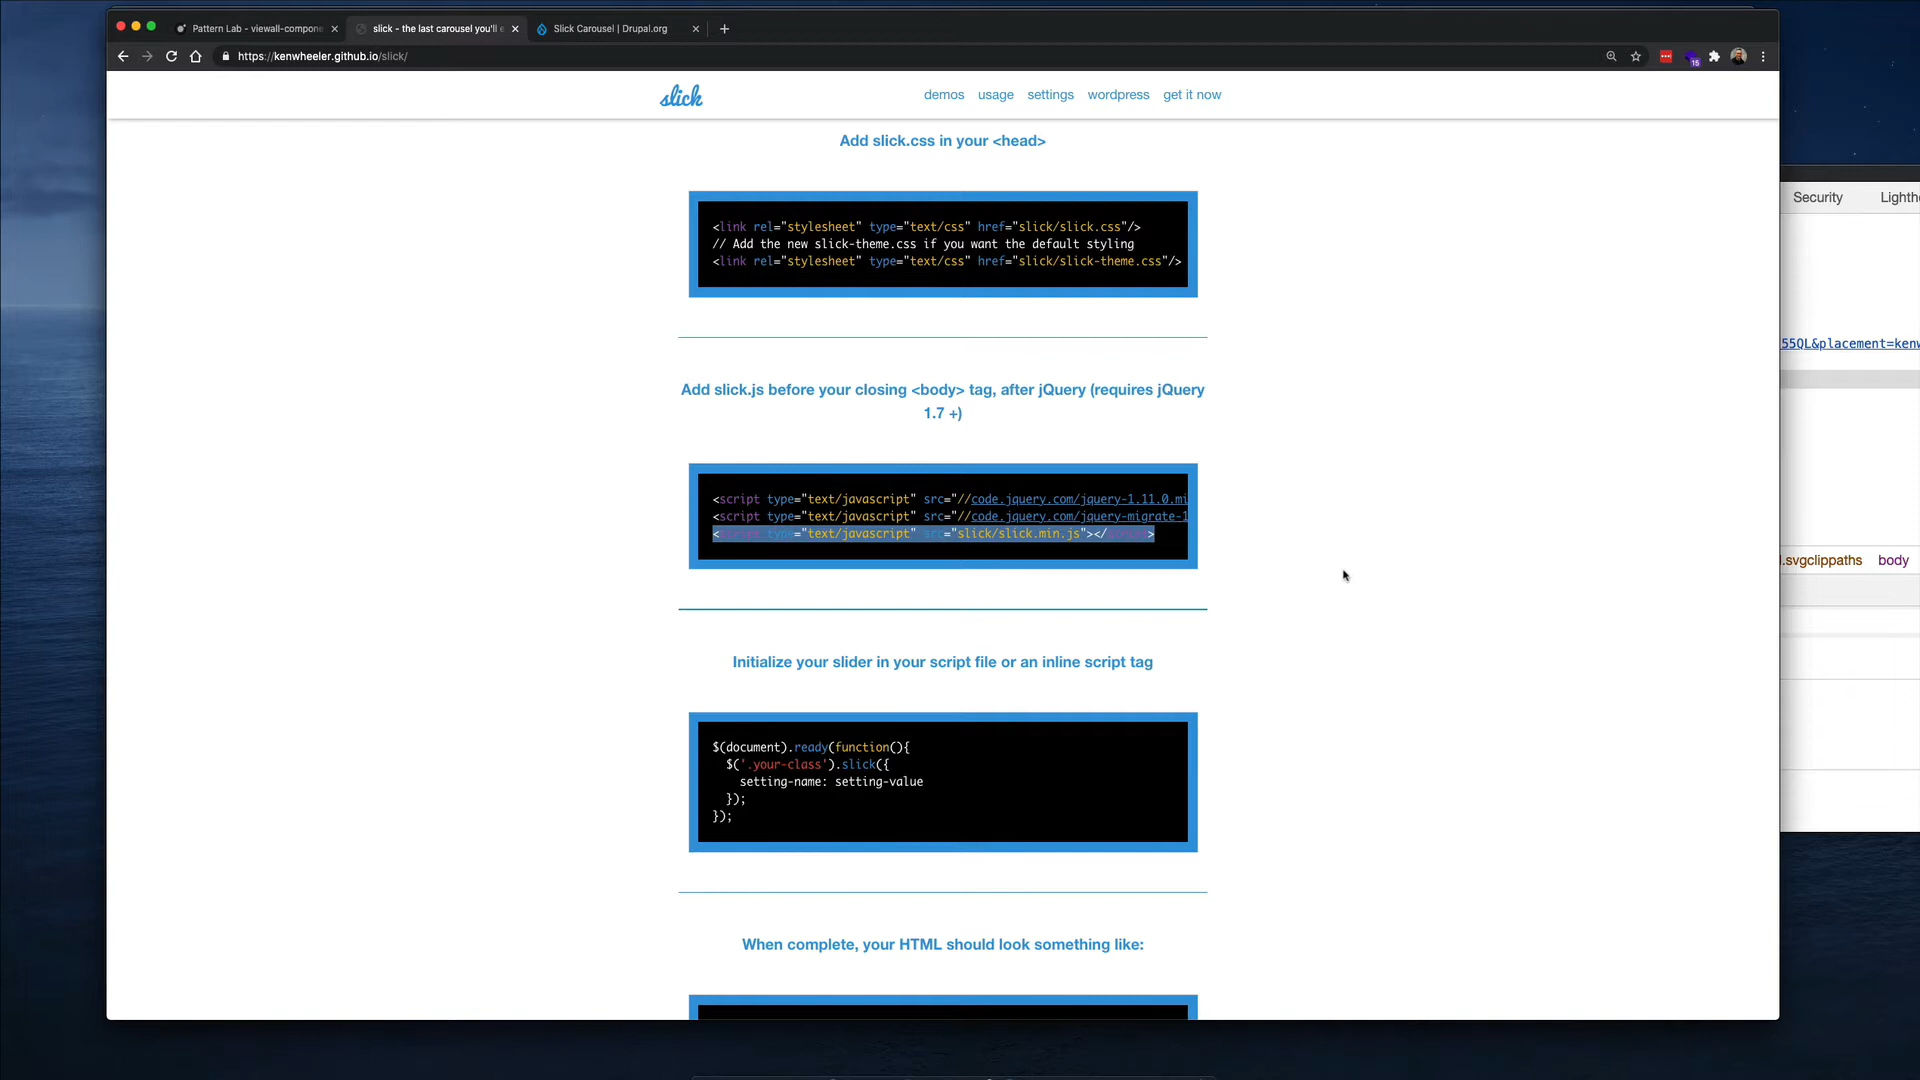 Pattern Lab - viewall-compone
slick - the last carousel you'll e
Slick Carousel | Drupal.org
https://kenwheeler.github.io/slick/
15
slick
demos
usage
settings
wordpress
get it now
Add slick.css in your <head>
<link rel="stylesheet" type="text/css" href="slick/slick.css"/>
// Add the new slick-theme.css if you want the default styling
<link rel="stylesheet" type="text/css" href="slick/slick-theme.css"/>
Add slick.js before your closing <body> tag, after jQuery (requires jQuery
1.7 +)
<script type="text/javascript" src="//code.jquery.com/jquery-1.11.0.mi
<script type="text/javascript" src="//code.jquery.com/jquery-migrate-1
<script type="text/javascript" src="slick/slick.min.js"></script>
Initialize your slider in your script file or an inline script tag
$(document).ready(function(){
$('.your-class').slick({
setting-name: setting-value
});
});
When complete, your HTML should look something like:
Security
Lighth
55QL&placement=kenw
.svgclippaths
body